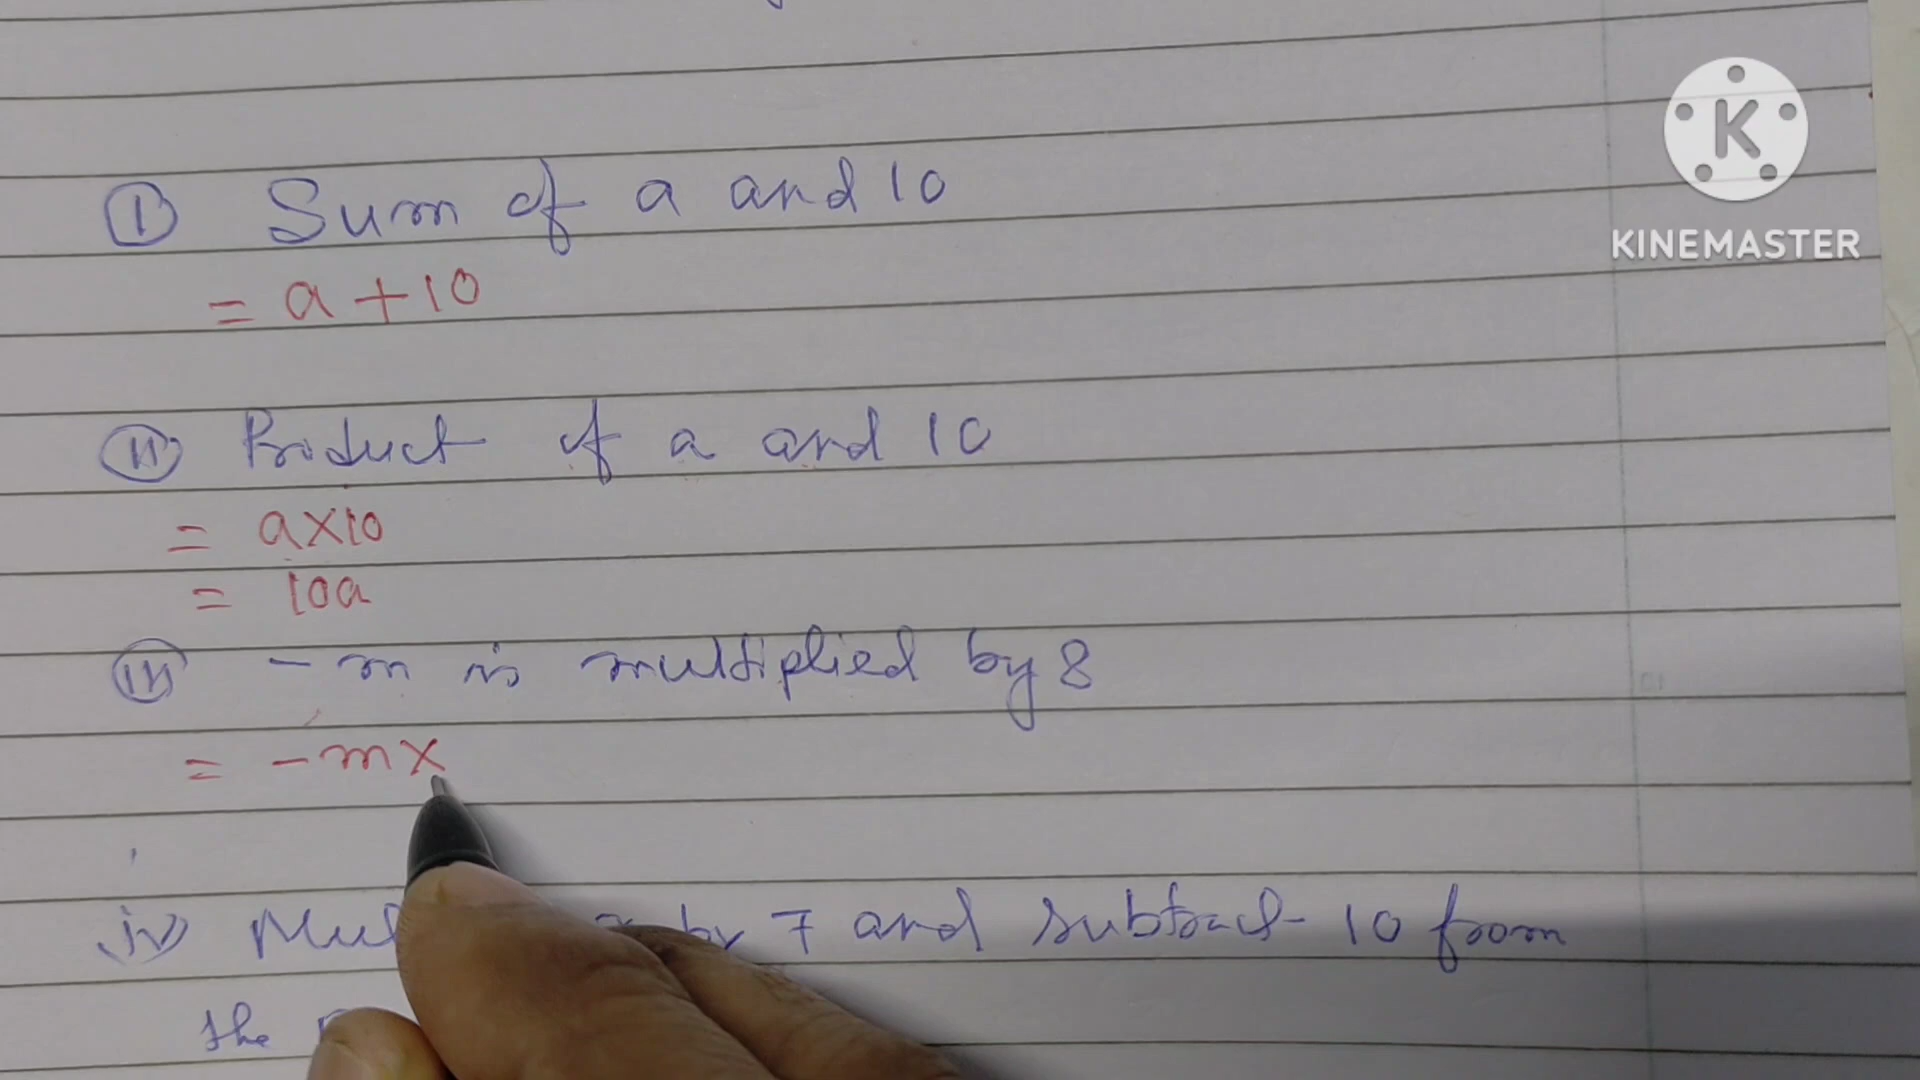 (i) Sum of a and 10
= a + 10
(ii) Product of a and 10
= a×10
= 10a
(iii) -m is multiplied by 8
= -m×
(iv) by 7 and subtract 10 from
the
K
KINEMASTER